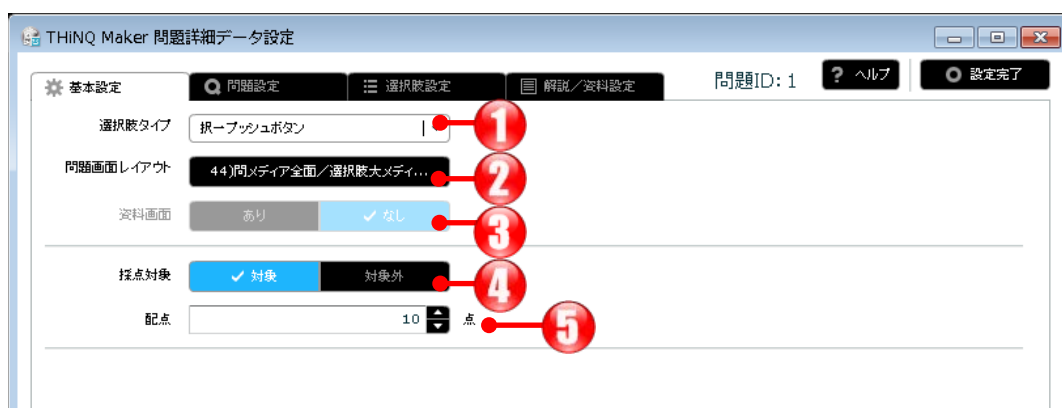 THiNQ Maker 問題詳細データ設定
基本設定 問題設定 選択肢設定 解説／資料設定 問題ID: 1 ? ヘルプ 設定完了
選択肢タイプ 択一プッシュボタン 1
問題画面レイアウト 44)問メディア全面／選択肢大メディ... 2
資料画面 あり ✓ なし 3
採点対象 ✓ 対象 対象外 4
配点 10 点 5